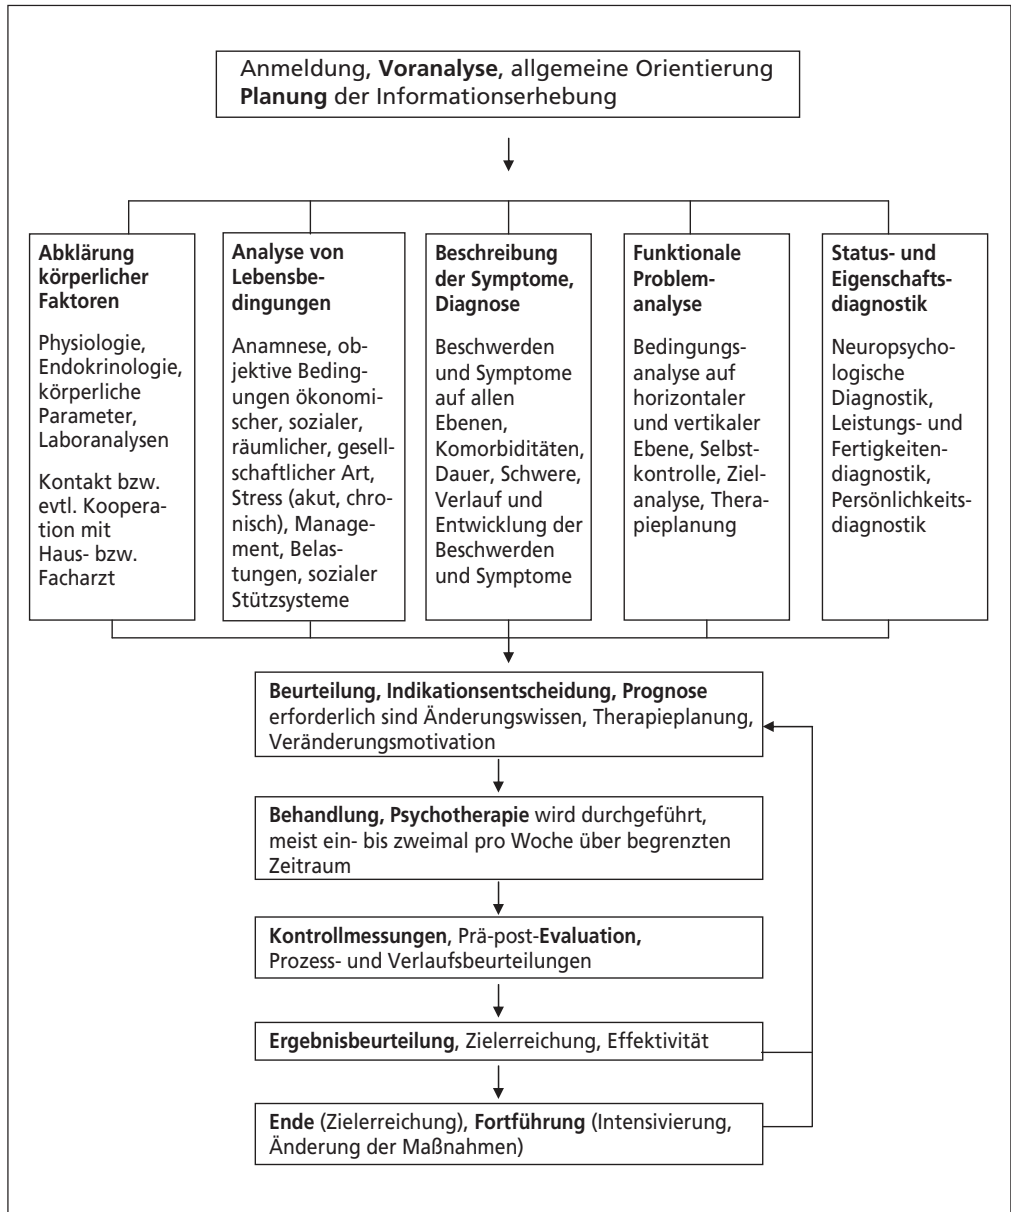 Anmeldung, Voranalyse, allgemeine Orientierung
Planung der Informationserhebung
Abklärung
körperlicher
Faktoren
Physiologie,
Endokrinologie,
körperliche
Parameter,
Laboranalysen
Kontakt bzw.
evtl. Koopera-
tion mit
Haus- bzw.
Facharzt
Analyse von
Lebensbe-
dingungen
Anamnese, ob-
jektive Bedin-
gungen ökonomi-
scher, sozialer,
räumlicher, gesell-
schaftlicher Art,
Stress (akut, chro-
nisch), Manage-
ment, Belas-
tungen, sozialer
Stützsysteme
Beschreibung
der Symptome,
Diagnose
Beschwerden
und Symptome
auf allen
Ebenen,
Komorbiditäten,
Dauer, Schwere,
Verlauf und
Entwicklung der
Beschwerden
und Symptome
Funktionale
Problem-
analyse
Bedingungs-
analyse auf
horizontaler
und vertikaler
Ebene, Selbst-
kontrolle, Ziel-
analyse, Thera-
pieplanung
Status- und
Eigenschafts-
diagnostik
Neuropsycho-
logische
Diagnostik,
Leistungs- und
Fertigkeiten-
diagnostik,
Persönlichkeits-
diagnostik
Beurteilung, Indikationsentscheidung, Prognose
erforderlich sind Änderungswissen, Therapieplanung,
Veränderungsmotivation
Behandlung, Psychotherapie wird durchgeführt,
meist ein- bis zweimal pro Woche über begrenzten
Zeitraum
Kontrollmessungen, Prä-post-Evaluation,
Prozess- und Verlaufsbeurteilungen
Ergebnisbeurteilung, Zielerreichung, Effektivität
Ende (Zielerreichung), Fortführung (Intensivierung,
Änderung der Maßnahmen)